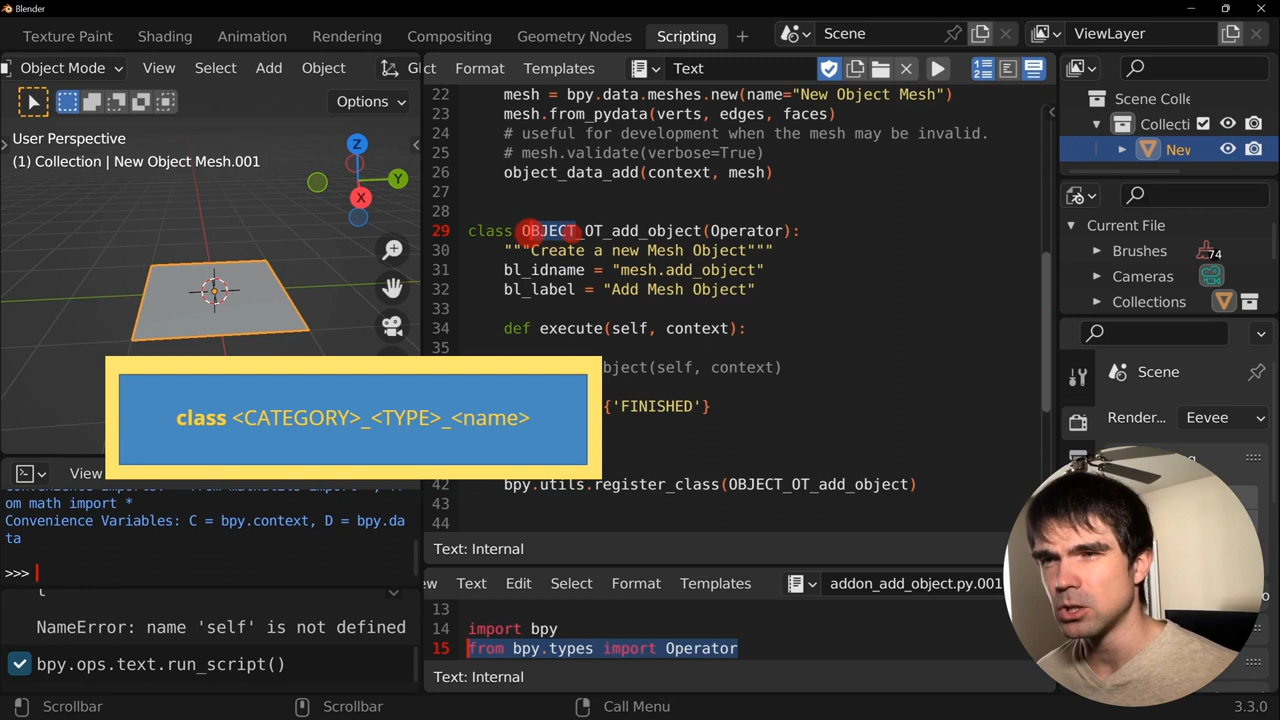 Blender
Texture Paint Shading Animation Rendering Compositing Geometry Nodes Scripting + Scene ViewLayer
Object Mode View Select Add Object Format Templates Text
Options
User Perspective
(1) Collection | New Object Mesh.001
Z
Y
X
22 mesh = bpy.data.meshes.new(name="New Object Mesh")
23 mesh.from_pydata(verts, edges, faces)
24 # useful for development when the mesh may be invalid.
25 # mesh.validate(verbose=True)
26 object_data_add(context, mesh)
27
28
29 class OBJECT_OT_add_object(Operator):
30 """Create a new Mesh Object"""
31 bl_idname = "mesh.add_object"
32 bl_label = "Add Mesh Object"
33
34 def execute(self, context):
35
bject(self, context)
{'FINISHED'}
class <CATEGORY>_<TYPE>_<name>
42 bpy.utils.register_class(OBJECT_OT_add_object)
43
44
Text: Internal
View
om math import *
Convenience Variables: C = bpy.context, D = bpy.da
ta
>>>
NameError: name 'self' is not defined
bpy.ops.text.run_script()
ew Text Edit Select Format Templates addon_add_object.py.001
13
14 import bpy
15 from bpy.types import Operator
Text: Internal
Scene Colle
Collecti
New
Current File
Brushes 74
Cameras
Collections
Scene
Render... Eevee
Scrollbar Scrollbar Call Menu 3.3.0